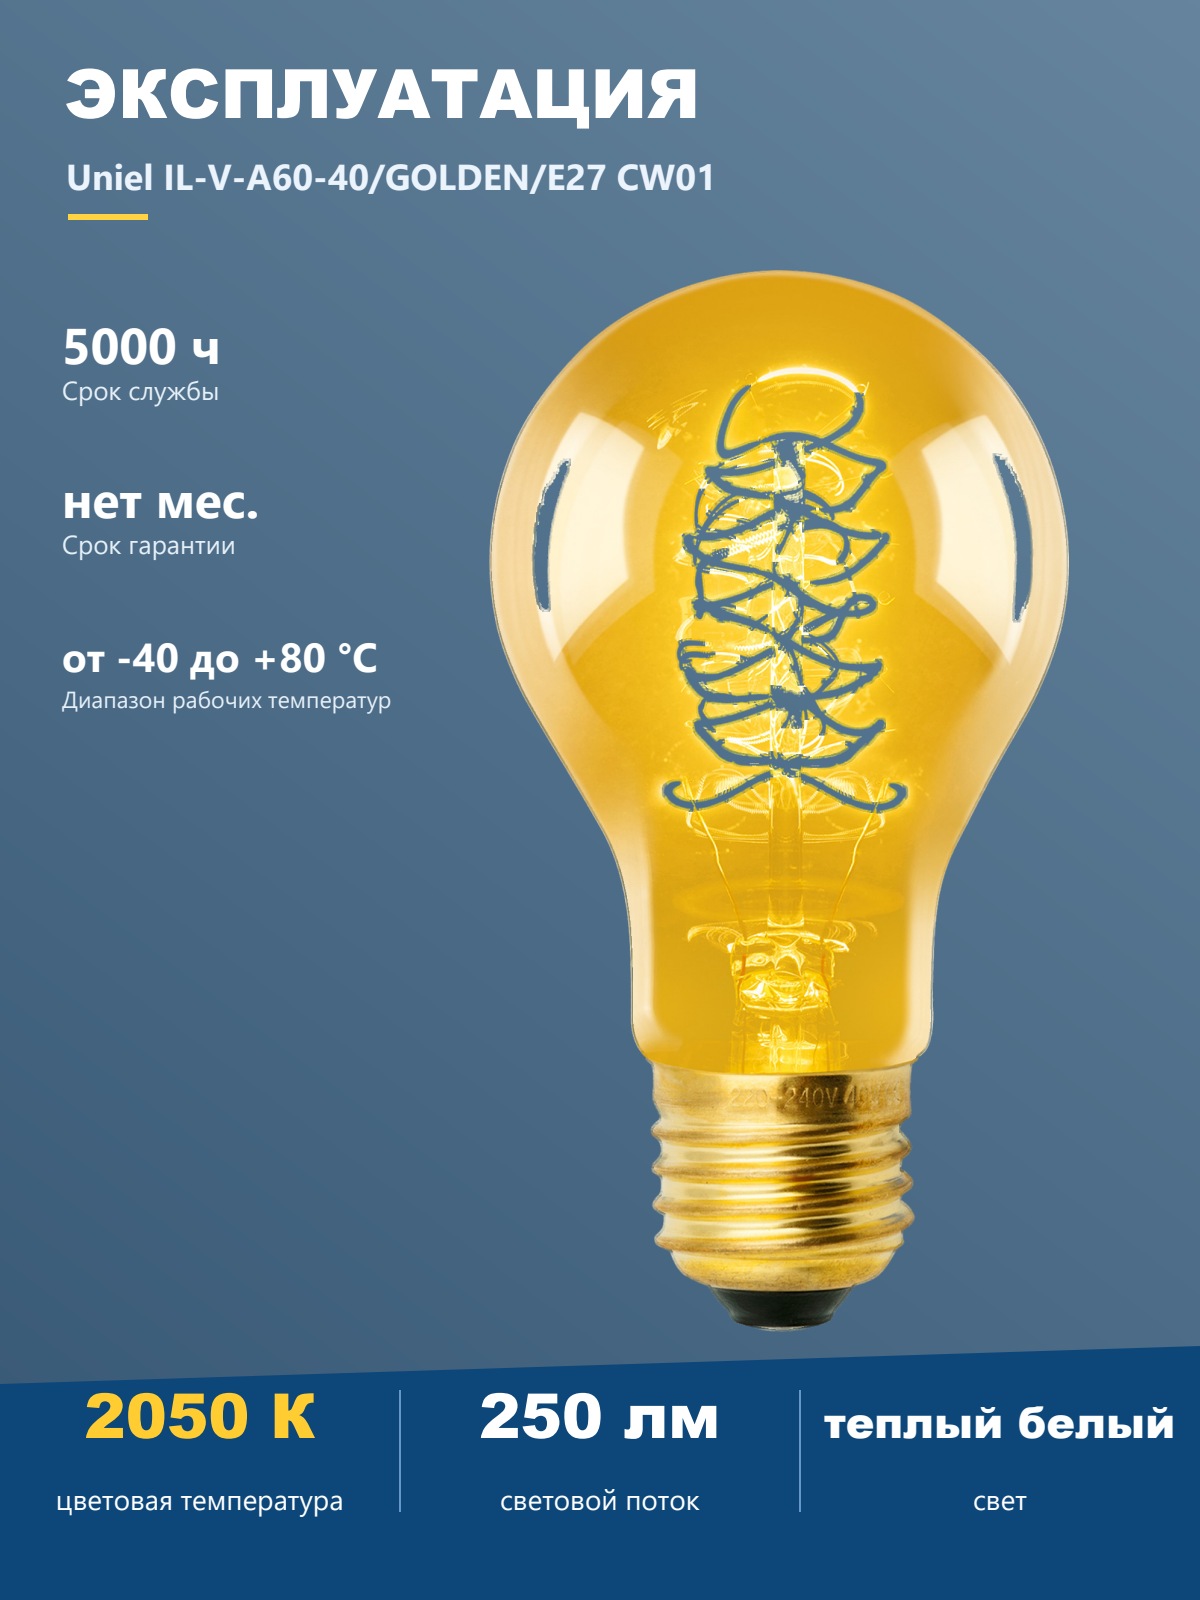 ЭКСПЛУАТАЦИЯ
Uniel IL-V-A60-40/GOLDEN/E27 CW01
5000 ч
Срок службы
нет мес.
Срок гарантии
от -40 до +80 °C
Диапазон рабочих температур
220-240V
2050 К
цветовая температура
250 лм
световой поток
теплый белый
свет